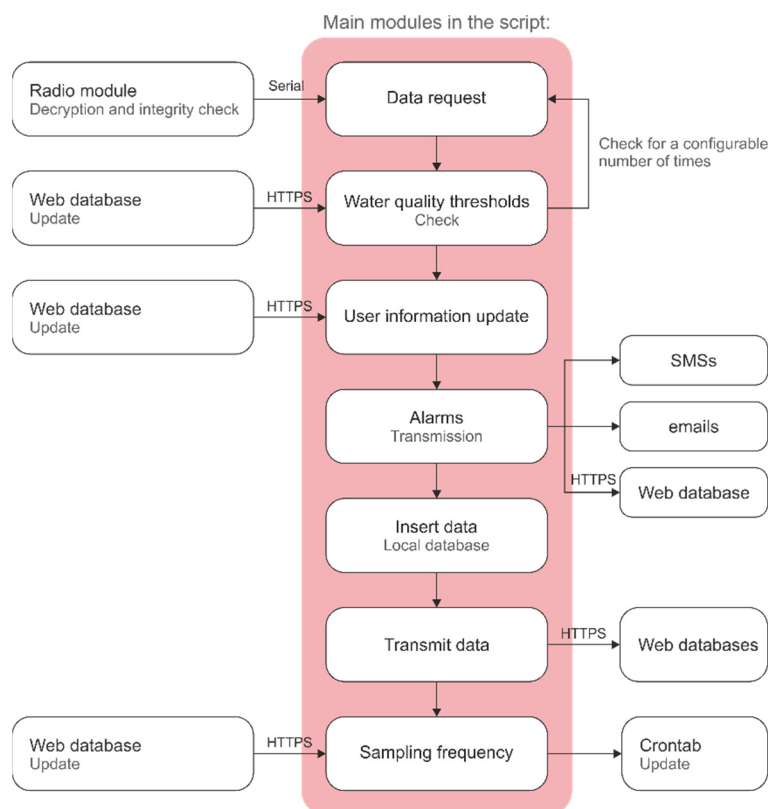 Main modules in the script:
Radio module
Decryption and integrity check
Serial
Data request
Check for a configurable
number of times
Web database
Update
HTTPS
Water quality thresholds
Check
Web database
Update
HTTPS
User information update
SMSs
Alarms
Transmission
emails
HTTPS
Web database
Insert data
Local database
Transmit data
HTTPS
Web databases
Web database
Update
HTTPS
Sampling frequency
Crontab
Update